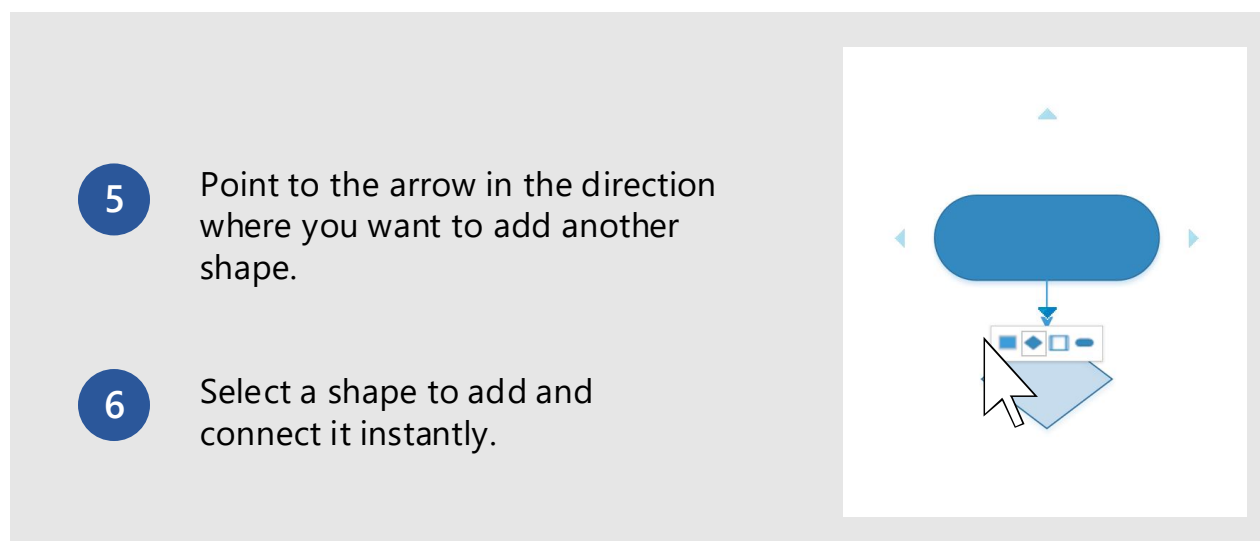 5
Point to the arrow in the direction
where you want to add another
shape.
6
Select a shape to add and
connect it instantly.